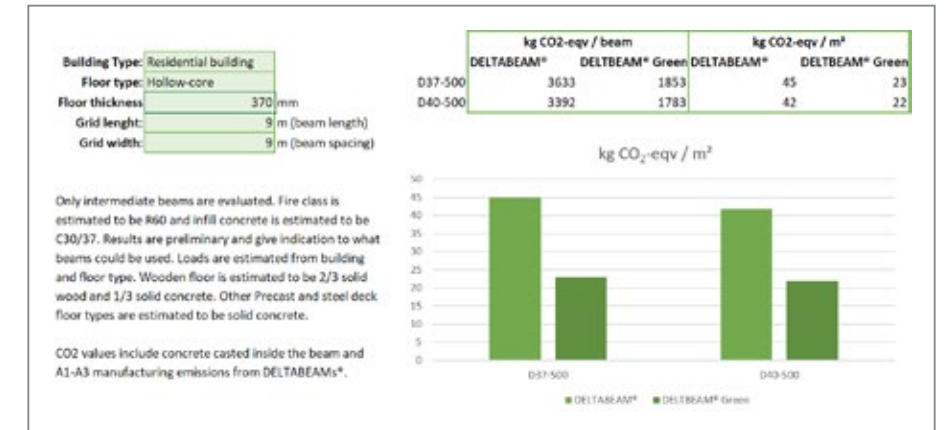 Building Type: Residential building
Floor type: Hollow-core
Floor thickness 370 mm
Grid lenght: 9 m (beam length)
Grid width: 9 m (beam spacing)
kg CO2-eqv / beam kg CO2-eqv / m²
DELTABEAM® DELTBEAM® Green DELTABEAM® DELTBEAM® Green
D37-500 3633 1853 45 23
D40-500 3392 1783 42 22
Only intermediate beams are evaluated. Fire class is
estimated to be R60 and infill concrete is estimated to be
C30/37. Results are preliminary and give indication to what
beams could be used. Loads are estimated from building
and floor type. Wooden floor is estimated to be 2/3 solid
wood and 1/3 solid concrete. Other Precast and steel deck
floor types are estimated to be solid concrete.
CO2 values include concrete casted inside the beam and
A1-A3 manufacturing emissions from DELTABEAMs®.
kg CO₂-eqv / m²
50
45
40
35
30
25
20
15
10
5
0
D37-500 D40-500
DELTABEAM® DELTBEAM® Green